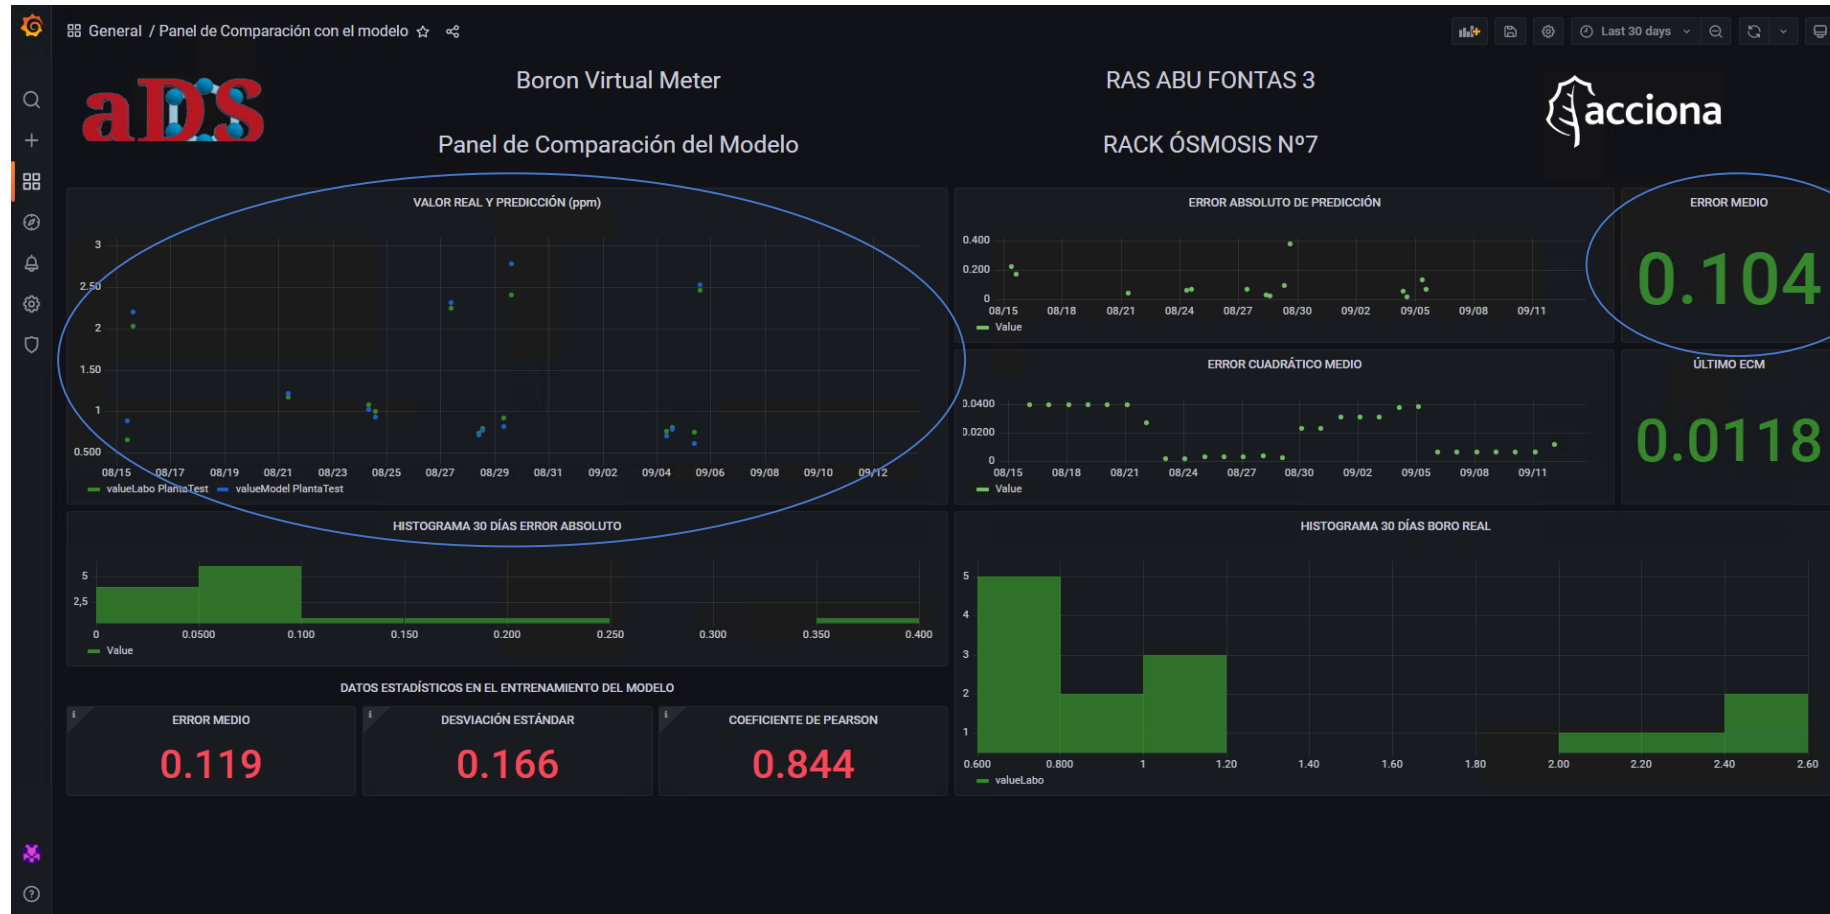 General / Panel de Comparación con el modelo
Last 30 days
aDS
Boron Virtual Meter
RAS ABU FONTAS 3
acciona
Panel de Comparación del Modelo
RACK ÓSMOSIS Nº7
VALOR REAL Y PREDICCIÓN (ppm)
3
2.50
2
1.50
1
0.500
08/15 08/17 08/19 08/21 08/23 08/25 08/27 08/29 08/31 09/02 09/04 09/06 09/08 09/10 09/12
valueLabo PlantaTest valueModel PlantaTest
ERROR ABSOLUTO DE PREDICCIÓN
0.400
0.200
0
08/15 08/18 08/21 08/24 08/27 08/30 09/02 09/05 09/08 09/11
Value
ERROR MEDIO
0.104
ERROR CUADRÁTICO MEDIO
0.0400
0.0200
0
08/15 08/18 08/21 08/24 08/27 08/30 09/02 09/05 09/08 09/11
Value
ÚLTIMO ECM
0.0118
HISTOGRAMA 30 DÍAS ERROR ABSOLUTO
5
2,5
0 0.0500 0.100 0.150 0.200 0.250 0.300 0.350 0.400
Value
HISTOGRAMA 30 DÍAS BORO REAL
5
4
3
2
1
0.600 0.800 1 1.20 1.40 1.60 1.80 2.00 2.20 2.40 2.60
valueLabo
DATOS ESTADÍSTICOS EN EL ENTRENAMIENTO DEL MODELO
i
ERROR MEDIO
0.119
i
DESVIACIÓN ESTÁNDAR
0.166
i
COEFICIENTE DE PEARSON
0.844